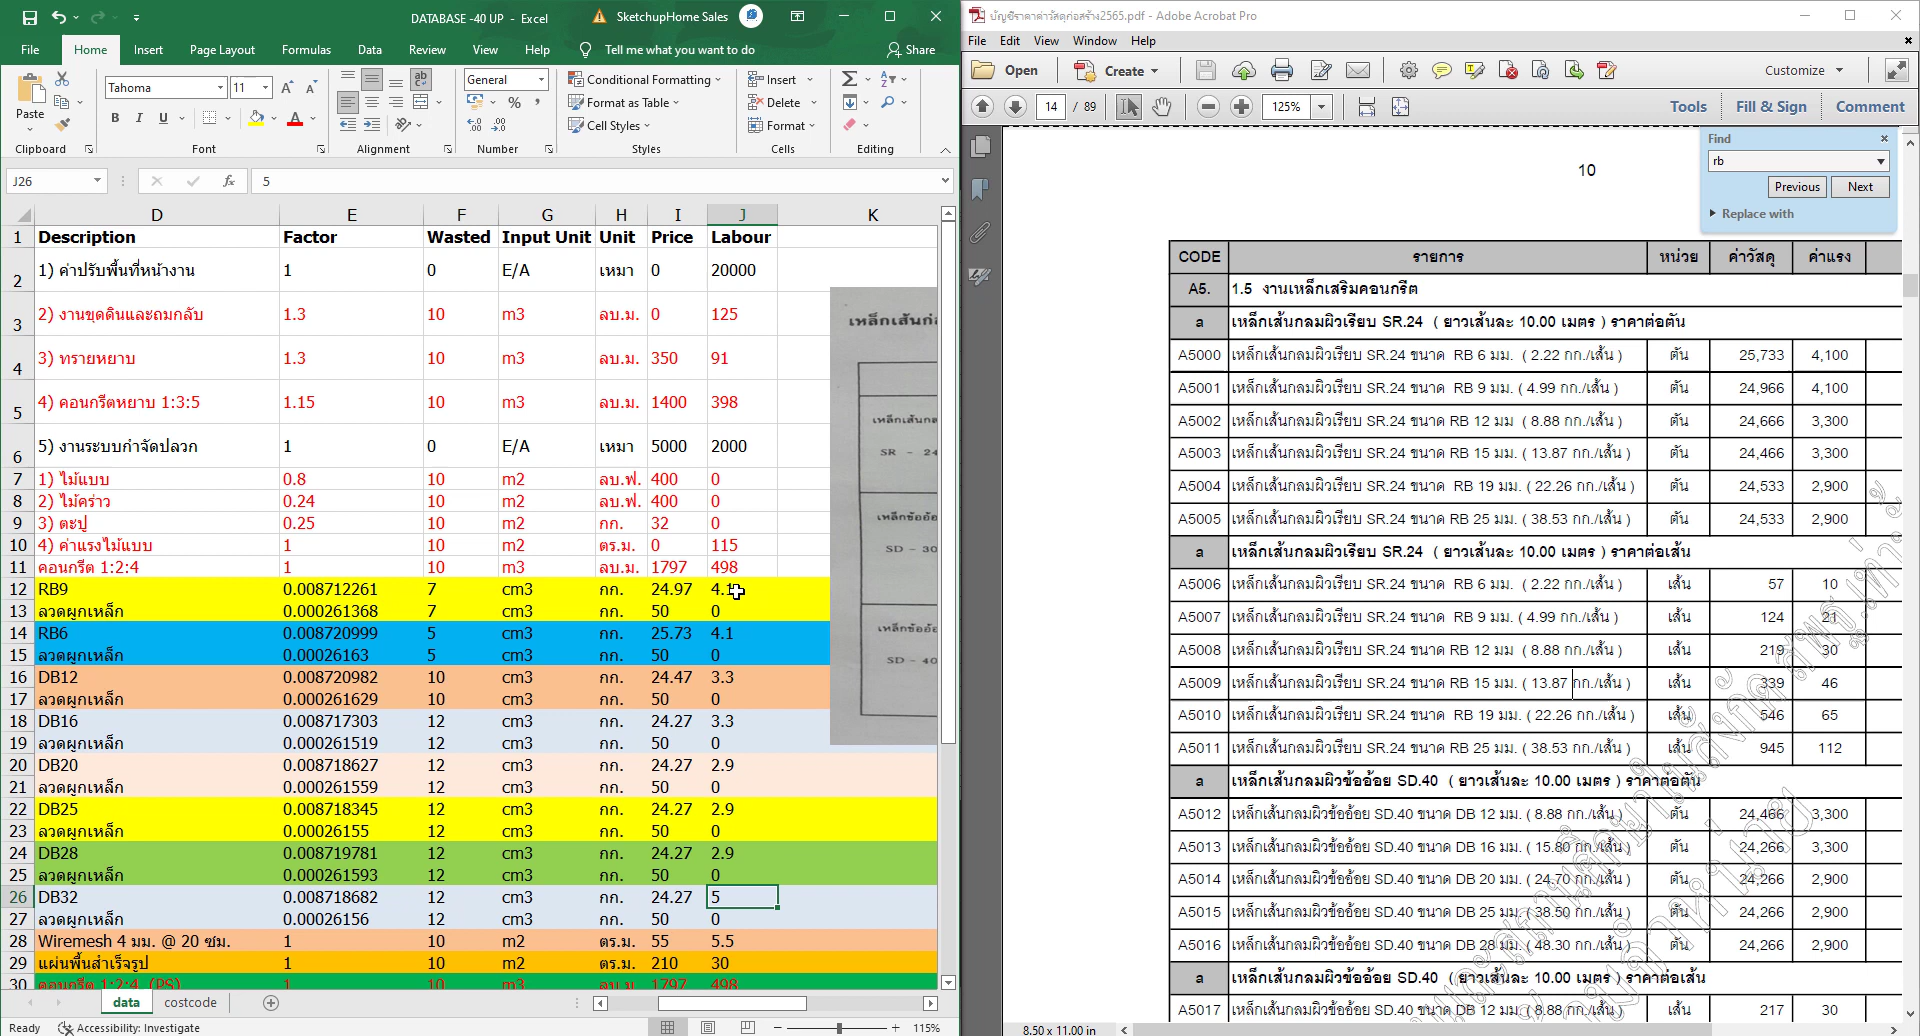 DATABASE -40 UP - Excel
SketchupHome Sales
File Home Insert Page Layout Formulas Data Review View Help Tell me what you want to do Share
Paste
Tahoma 11
B I U
General
Conditional Formatting
Format as Table
Cell Styles
Insert
Delete
Format
Clipboard Font Alignment Number Styles Cells Editing
J26 fx 5
D E F G H I J K
1 Description Factor Wasted Input Unit Unit Price Labour
2 1) ค่าปรับพื้นที่หน้างาน 1 0 E/A เหมา 0 20000
3 2) งานขุดดินและถมกลับ 1.3 10 m3 ลบ.ม. 0 125
4 3) ทรายหยาบ 1.3 10 m3 ลบ.ม. 350 91
5 4) คอนกรีตหยาบ 1:3:5 1.15 10 m3 ลบ.ม. 1400 398
6 5) งานระบบกำจัดปลวก 1 0 E/A เหมา 5000 2000
7 1) ไม้แบบ 0.8 10 m2 ลบ.ฟ. 400 0
8 2) ไม้คร่าว 0.24 10 m2 ลบ.ฟ. 400 0
9 3) ตะปู 0.25 10 m2 กก. 32 0
10 4) ค่าแรงไม้แบบ 1 10 m2 ตร.ม. 0 115
11 คอนกรีต 1:2:4 1 10 m3 ลบ.ม. 1797 498
12 RB9 0.008712261 7 cm3 กก. 24.97 4.1
13 ลวดผูกเหล็ก 0.000261368 7 cm3 กก. 50 0
14 RB6 0.008720999 5 cm3 กก. 25.73 4.1
15 ลวดผูกเหล็ก 0.00026163 5 cm3 กก. 50 0
16 DB12 0.008720982 10 cm3 กก. 24.47 3.3
17 ลวดผูกเหล็ก 0.000261629 10 cm3 กก. 50 0
18 DB16 0.008717303 12 cm3 กก. 24.27 3.3
19 ลวดผูกเหล็ก 0.000261519 12 cm3 กก. 50 0
20 DB20 0.008718627 12 cm3 กก. 24.27 2.9
21 ลวดผูกเหล็ก 0.000261559 12 cm3 กก. 50 0
22 DB25 0.008718345 12 cm3 กก. 24.27 2.9
23 ลวดผูกเหล็ก 0.00026155 12 cm3 กก. 50 0
24 DB28 0.008719781 12 cm3 กก. 24.27 2.9
25 ลวดผูกเหล็ก 0.000261593 12 cm3 กก. 50 0
26 DB32 0.008718682 12 cm3 กก. 24.27 5
27 ลวดผูกเหล็ก 0.00026156 12 cm3 กก. 50 0
28 Wiremesh 4 มม. @ 20 ซม. 1 10 m2 ตร.ม. 55 5.5
29 แผ่นพื้นสำเร็จรูป 1 10 m2 ตร.ม. 210 30
30 คอนกรีต 1:2:4 (PS) 1 10 m3 ลบ.ม. 1797 498
SR - 24
SD - 30
SD - 40
data costcode
Ready Accessibility: Investigate 115%
บัญชีราคาค่าวัสดุก่อสร้าง2565.pdf - Adobe Acrobat Pro
File Edit View Window Help
Open Create Customize
14 / 89 125% Tools Fill & Sign Comment
Find
rb
Previous Next
Replace with
10
CODE รายการ หน่วย ค่าวัสดุ ค่าแรง
A5. 1.5 งานเหล็กเสริมคอนกรีต
a เหล็กเส้นกลมผิวเรียบ SR.24 ( ยาวเส้นละ 10.00 เมตร ) ราคาต่อตัน
A5000 เหล็กเส้นกลมผิวเรียบ SR.24 ขนาด RB 6 มม. ( 2.22 กก./เส้น ) ตัน 25,733 4,100
A5001 เหล็กเส้นกลมผิวเรียบ SR.24 ขนาด RB 9 มม. ( 4.99 กก./เส้น ) ตัน 24,966 4,100
A5002 เหล็กเส้นกลมผิวเรียบ SR.24 ขนาด RB 12 มม ( 8.88 กก./เส้น ) ตัน 24,666 3,300
A5003 เหล็กเส้นกลมผิวเรียบ SR.24 ขนาด RB 15 มม. ( 13.87 กก./เส้น ) ตัน 24,466 3,300
A5004 เหล็กเส้นกลมผิวเรียบ SR.24 ขนาด RB 19 มม. ( 22.26 กก./เส้น ) ตัน 24,533 2,900
A5005 เหล็กเส้นกลมผิวเรียบ SR.24 ขนาด RB 25 มม. ( 38.53 กก./เส้น ) ตัน 24,533 2,900
a เหล็กเส้นกลมผิวเรียบ SR.24 ( ยาวเส้นละ 10.00 เมตร ) ราคาต่อเส้น
A5006 เหล็กเส้นกลมผิวเรียบ SR.24 ขนาด RB 6 มม. ( 2.22 กก./เส้น ) เส้น 57 10
A5007 เหล็กเส้นกลมผิวเรียบ SR.24 ขนาด RB 9 มม. ( 4.99 กก./เส้น ) เส้น 124 21
A5008 เหล็กเส้นกลมผิวเรียบ SR.24 ขนาด RB 12 มม ( 8.88 กก./เส้น ) เส้น 219 30
A5009 เหล็กเส้นกลมผิวเรียบ SR.24 ขนาด RB 15 มม. ( 13.87 กก./เส้น ) เส้น 339 46
A5010 เหล็กเส้นกลมผิวเรียบ SR.24 ขนาด RB 19 มม. ( 22.26 กก./เส้น ) เส้น 546 65
A5011 เหล็กเส้นกลมผิวเรียบ SR.24 ขนาด RB 25 มม. ( 38.53 กก./เส้น ) เส้น 945 112
a เหล็กเส้นกลมผิวข้ออ้อย SD.40 ( ยาวเส้นละ 10.00 เมตร ) ราคาต่อตัน
A5012 เหล็กเส้นกลมผิวข้ออ้อย SD.40 ขนาด DB 12 มม. ( 8.88 กก./เส้น ) ตัน 24,466 3,300
A5013 เหล็กเส้นกลมผิวข้ออ้อย SD.40 ขนาด DB 16 มม. ( 15.80 กก./เส้น ) ตัน 24,266 3,300
A5014 เหล็กเส้นกลมผิวข้ออ้อย SD.40 ขนาด DB 20 มม. ( 24.70 กก./เส้น ) ตัน 24,266 2,900
A5015 เหล็กเส้นกลมผิวข้ออ้อย SD.40 ขนาด DB 25 มม. ( 38.50 กก./เส้น ) ตัน 24,266 2,900
A5016 เหล็กเส้นกลมผิวข้ออ้อย SD.40 ขนาด DB 28 มม. ( 48.30 กก./เส้น ) ตัน 24,266 2,900
a เหล็กเส้นกลมผิวข้ออ้อย SD.40 ( ยาวเส้นละ 10.00 เมตร ) ราคาต่อเส้น
A5017 เหล็กเส้นกลมผิวข้ออ้อย SD.40 ขนาด DB 12 มม. ( 8.88 กก./เส้น ) เส้น 217 30
8.50 x 11.00 in